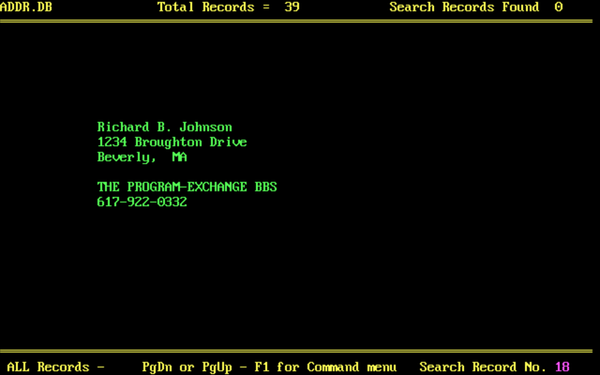 ADDR.DB Total Records = 39 Search Records Found 0
Richard B. Johnson
1234 Broughton Drive
Beverly, MA
THE PROGRAM-EXCHANGE BBS
617-922-0332
ALL Records - PgDn or PgUp - F1 for Command menu Search Record No. 18